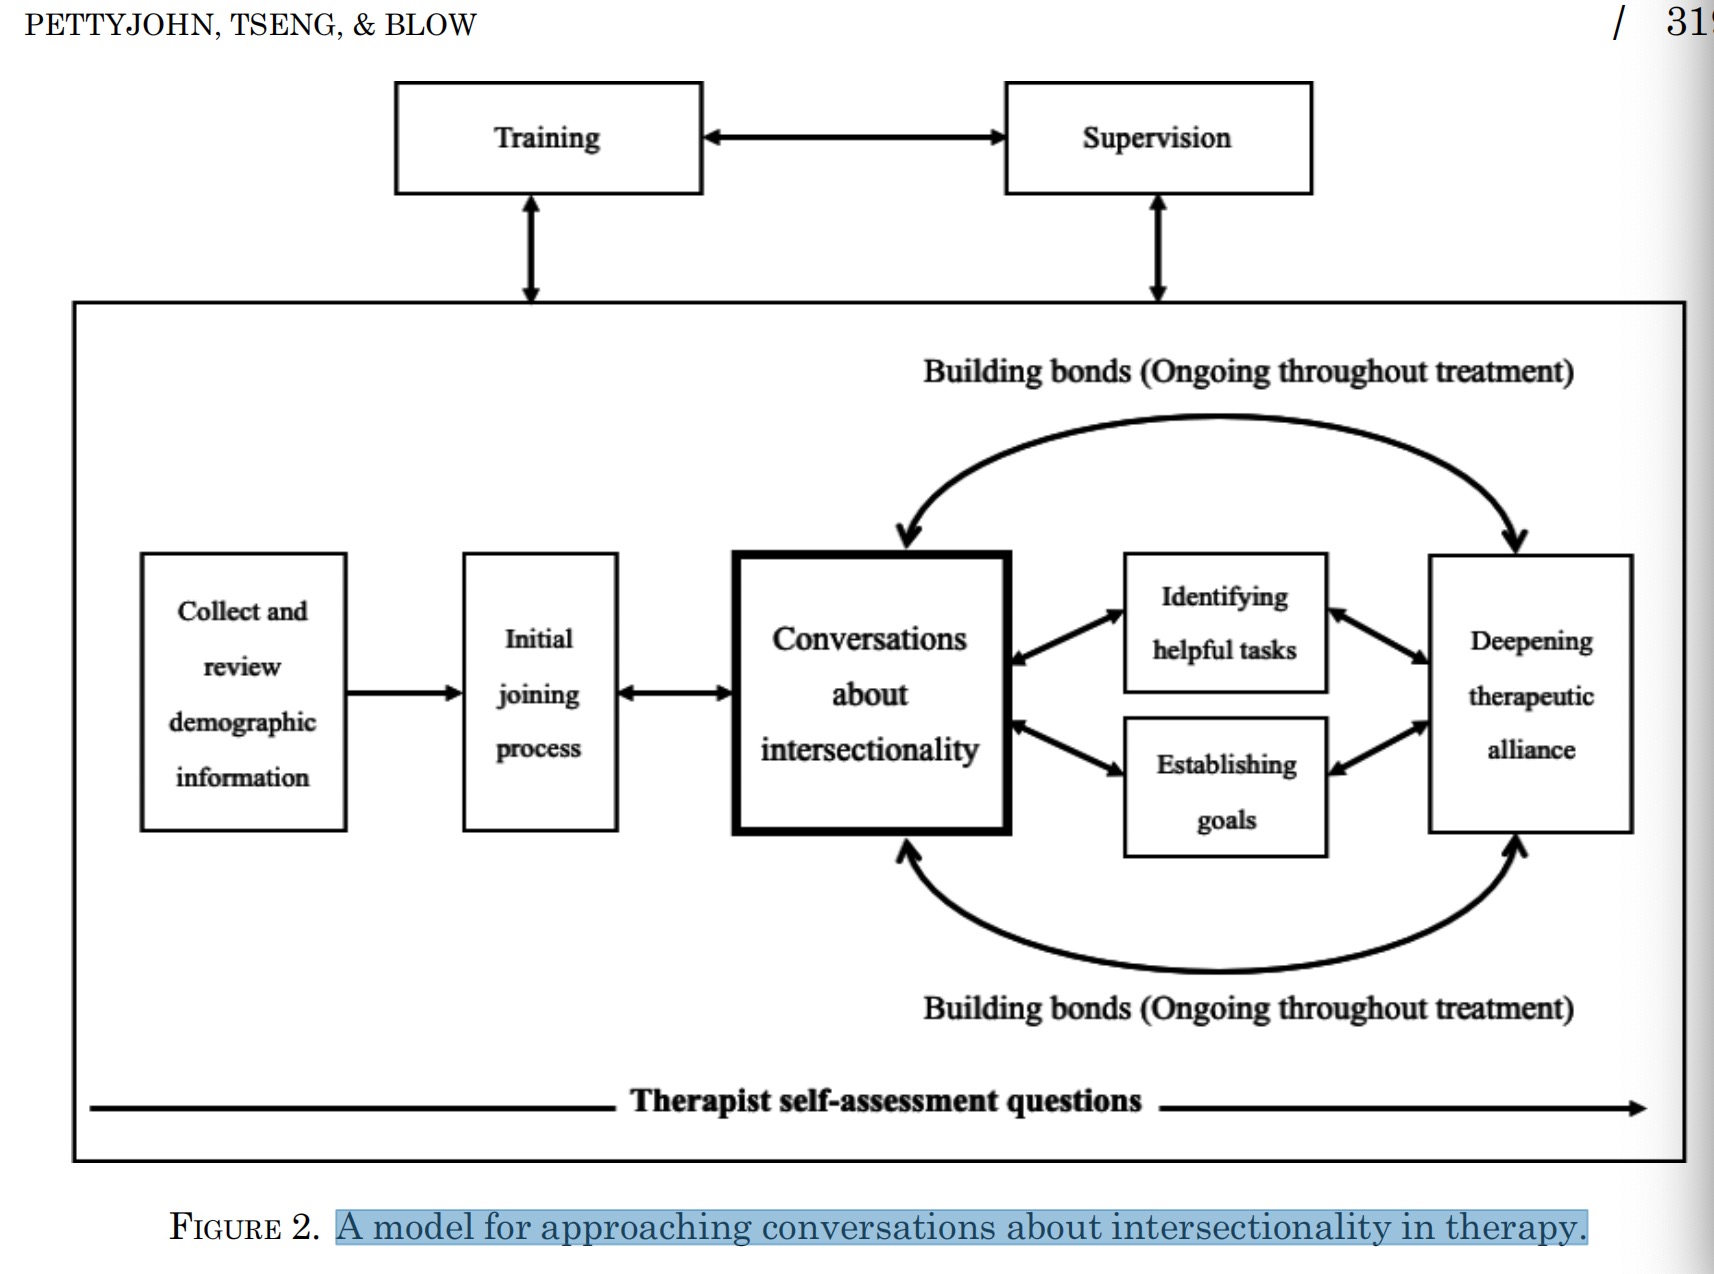 PETTYJOHN, TSENG, & BLOW / 319
Training
Supervision
Building bonds (Ongoing throughout treatment)
Collect and
review
demographic
information
Initial
joining
process
Conversations
about
intersectionality
Identifying
helpful tasks
Establishing
goals
Deepening
therapeutic
alliance
Building bonds (Ongoing throughout treatment)
Therapist self-assessment questions
FIGURE 2. A model for approaching conversations about intersectionality in therapy.